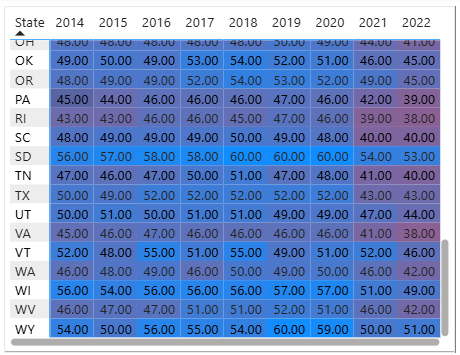 State 2014 2015 2016 2017 2018 2019 2020 2021 2022
OH 48.00 48.00 48.00 48.00 48.00 50.00 49.00 44.00 41.00
OK 49.00 50.00 49.00 53.00 54.00 52.00 51.00 46.00 45.00
OR 48.00 49.00 49.00 52.00 54.00 53.00 52.00 49.00 45.00
PA 45.00 44.00 46.00 46.00 46.00 47.00 46.00 42.00 39.00
RI 43.00 43.00 46.00 46.00 45.00 47.00 46.00 39.00 38.00
SC 48.00 49.00 49.00 49.00 50.00 49.00 48.00 40.00 40.00
SD 56.00 57.00 58.00 58.00 60.00 60.00 60.00 54.00 53.00
TN 47.00 46.00 47.00 50.00 51.00 47.00 48.00 41.00 40.00
TX 50.00 49.00 52.00 52.00 52.00 52.00 52.00 43.00 43.00
UT 50.00 51.00 50.00 51.00 51.00 49.00 49.00 47.00 44.00
VA 45.00 46.00 47.00 46.00 46.00 46.00 46.00 41.00 38.00
VT 52.00 48.00 55.00 51.00 55.00 49.00 51.00 52.00 46.00
WA 46.00 48.00 49.00 46.00 50.00 49.00 50.00 46.00 42.00
WI 56.00 54.00 56.00 56.00 56.00 57.00 57.00 51.00 49.00
WV 46.00 47.00 47.00 51.00 51.00 52.00 51.00 46.00 42.00
WY 54.00 50.00 56.00 55.00 54.00 60.00 59.00 50.00 51.00